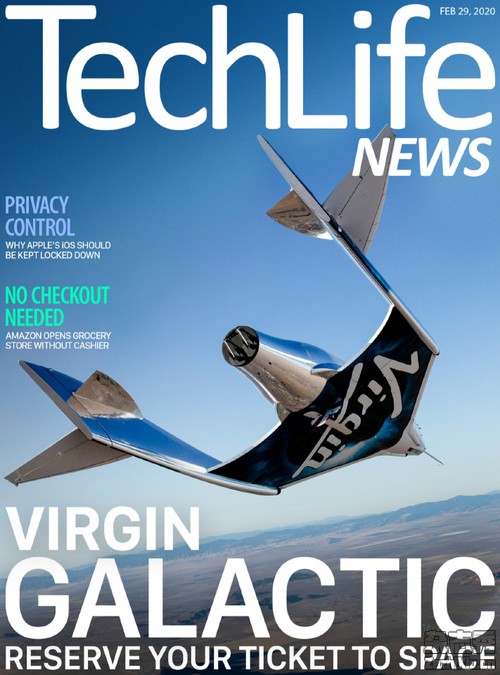 FEB 29, 2020
TechLife
NEWS
PRIVACY
CONTROL
WHY APPLE'S iOS SHOULD
BE KEPT LOCKED DOWN
NO CHECKOUT
NEEDED
AMAZON OPENS GROCERY
STORE WITHOUT CASHIER
Virgin
VIRGIN
GALACTIC
RESERVE YOUR TICKET TO SPACE